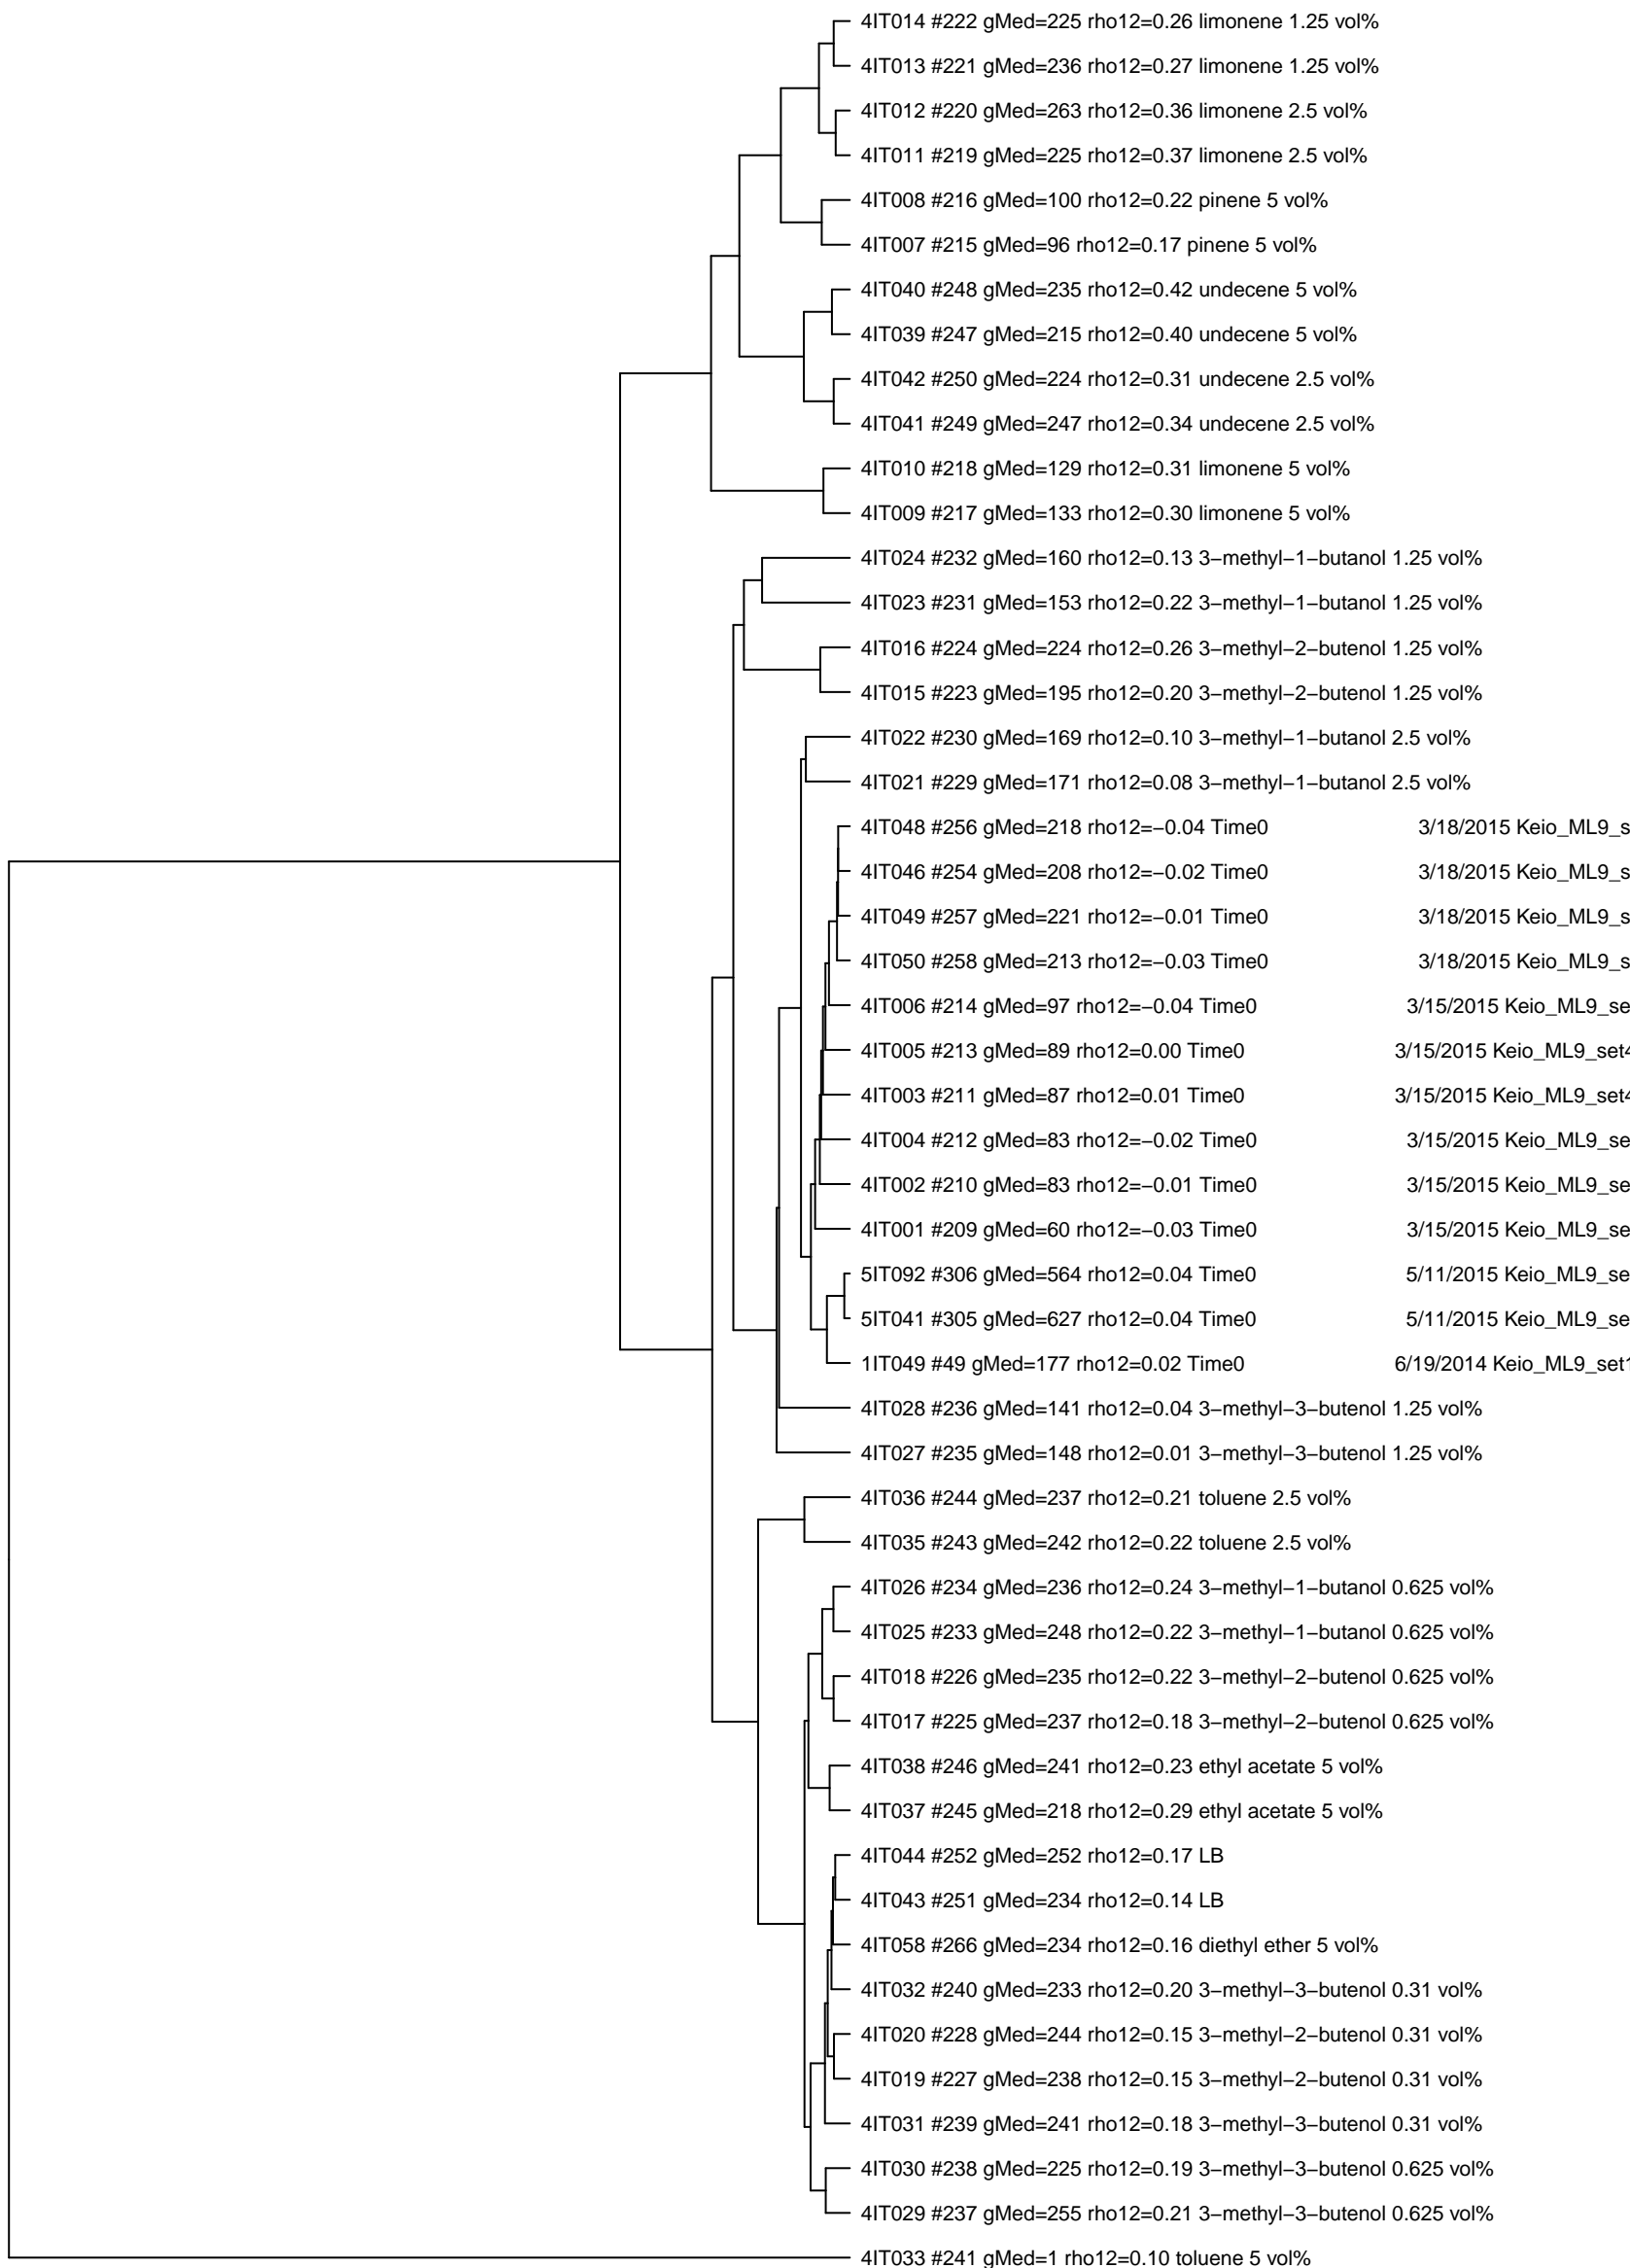 4IT014 #222 gMed=225 rho12=0.26 limonene 1.25 vol%
4IT013 #221 gMed=236 rho12=0.27 limonene 1.25 vol%
4IT012 #220 gMed=263 rho12=0.36 limonene 2.5 vol%
4IT011 #219 gMed=225 rho12=0.37 limonene 2.5 vol%
4IT008 #216 gMed=100 rho12=0.22 pinene 5 vol%
4IT007 #215 gMed=96 rho12=0.17 pinene 5 vol%
4IT040 #248 gMed=235 rho12=0.42 undecene 5 vol%
4IT039 #247 gMed=215 rho12=0.40 undecene 5 vol%
4IT042 #250 gMed=224 rho12=0.31 undecene 2.5 vol%
4IT041 #249 gMed=247 rho12=0.34 undecene 2.5 vol%
4IT010 #218 gMed=129 rho12=0.31 limonene 5 vol%
4IT009 #217 gMed=133 rho12=0.30 limonene 5 vol%
4IT024 #232 gMed=160 rho12=0.13 3−methyl−1−butanol 1.25 vol%
4IT023 #231 gMed=153 rho12=0.22 3−methyl−1−butanol 1.25 vol%
4IT016 #224 gMed=224 rho12=0.26 3−methyl−2−butenol 1.25 vol%
4IT015 #223 gMed=195 rho12=0.20 3−methyl−2−butenol 1.25 vol%
4IT022 #230 gMed=169 rho12=0.10 3−methyl−1−butanol 2.5 vol%
4IT021 #229 gMed=171 rho12=0.08 3−methyl−1−butanol 2.5 vol%
4IT048 #256 gMed=218 rho12=−0.04 Time0 3/18/2015 Keio_ML9_s
4IT046 #254 gMed=208 rho12=−0.02 Time0 3/18/2015 Keio_ML9_s
4IT049 #257 gMed=221 rho12=−0.01 Time0 3/18/2015 Keio_ML9_s
4IT050 #258 gMed=213 rho12=−0.03 Time0 3/18/2015 Keio_ML9_s
4IT006 #214 gMed=97 rho12=−0.04 Time0 3/15/2015 Keio_ML9_se
4IT005 #213 gMed=89 rho12=0.00 Time0 3/15/2015 Keio_ML9_set4
4IT003 #211 gMed=87 rho12=0.01 Time0 3/15/2015 Keio_ML9_set4
4IT004 #212 gMed=83 rho12=−0.02 Time0 3/15/2015 Keio_ML9_se
4IT002 #210 gMed=83 rho12=−0.01 Time0 3/15/2015 Keio_ML9_se
4IT001 #209 gMed=60 rho12=−0.03 Time0 3/15/2015 Keio_ML9_se
5IT092 #306 gMed=564 rho12=0.04 Time0 5/11/2015 Keio_ML9_se
5IT041 #305 gMed=627 rho12=0.04 Time0 5/11/2015 Keio_ML9_se
1IT049 #49 gMed=177 rho12=0.02 Time0 6/19/2014 Keio_ML9_set1
4IT028 #236 gMed=141 rho12=0.04 3−methyl−3−butenol 1.25 vol%
4IT027 #235 gMed=148 rho12=0.01 3−methyl−3−butenol 1.25 vol%
4IT036 #244 gMed=237 rho12=0.21 toluene 2.5 vol%
4IT035 #243 gMed=242 rho12=0.22 toluene 2.5 vol%
4IT026 #234 gMed=236 rho12=0.24 3−methyl−1−butanol 0.625 vol%
4IT025 #233 gMed=248 rho12=0.22 3−methyl−1−butanol 0.625 vol%
4IT018 #226 gMed=235 rho12=0.22 3−methyl−2−butenol 0.625 vol%
4IT017 #225 gMed=237 rho12=0.18 3−methyl−2−butenol 0.625 vol%
4IT038 #246 gMed=241 rho12=0.23 ethyl acetate 5 vol%
4IT037 #245 gMed=218 rho12=0.29 ethyl acetate 5 vol%
4IT044 #252 gMed=252 rho12=0.17 LB
4IT043 #251 gMed=234 rho12=0.14 LB
4IT058 #266 gMed=234 rho12=0.16 diethyl ether 5 vol%
4IT032 #240 gMed=233 rho12=0.20 3−methyl−3−butenol 0.31 vol%
4IT020 #228 gMed=244 rho12=0.15 3−methyl−2−butenol 0.31 vol%
4IT019 #227 gMed=238 rho12=0.15 3−methyl−2−butenol 0.31 vol%
4IT031 #239 gMed=241 rho12=0.18 3−methyl−3−butenol 0.31 vol%
4IT030 #238 gMed=225 rho12=0.19 3−methyl−3−butenol 0.625 vol%
4IT029 #237 gMed=255 rho12=0.21 3−methyl−3−butenol 0.625 vol%
4IT033 #241 gMed=1 rho12=0.10 toluene 5 vol%